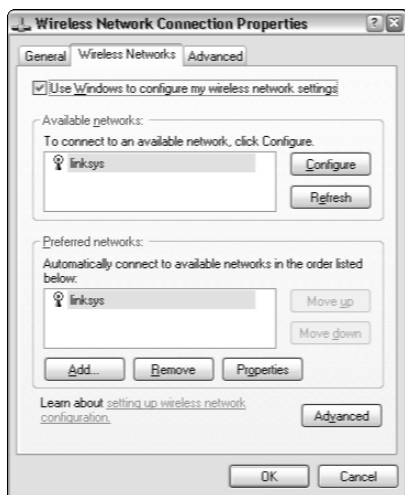 Wireless Network Connection Properties
General Wireless Networks Advanced
Use Windows to configure my wireless network settings
Available networks:
To connect to an available network, click Configure.
linksys
Configure
Refresh
Preferred networks:
Automatically connect to available networks in the order listed
below:
linksys
Move up
Move down
Add... Remove Properties
Learn about setting up wireless network
configuration.
Advanced
OK Cancel